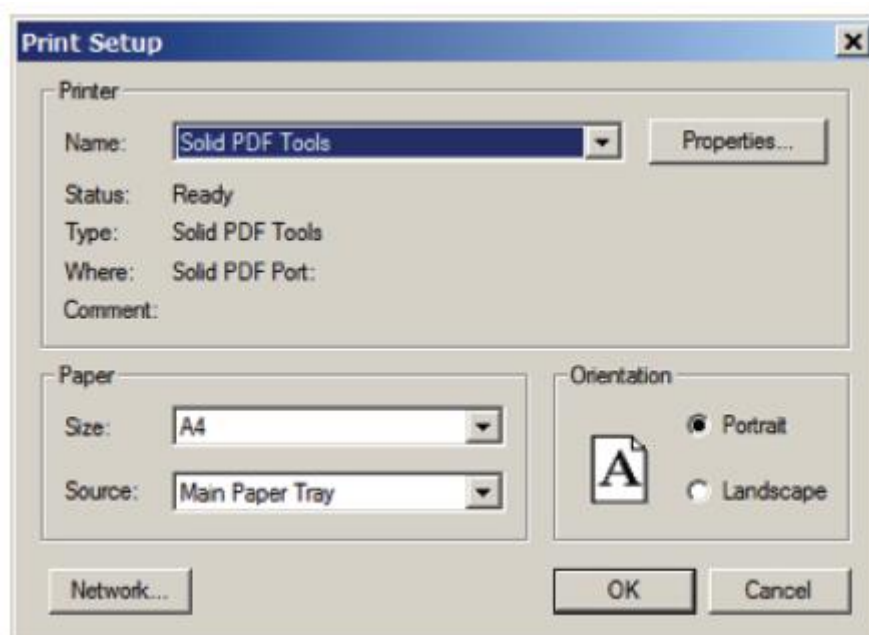 Print Setup
Printer
Name: Solid PDF Tools Properties...
Status: Ready
Type: Solid PDF Tools
Where: Solid PDF Port:
Comment:
Paper
Size: A4
Source: Main Paper Tray
Orientation
A
Portrait
Landscape
Network... OK Cancel